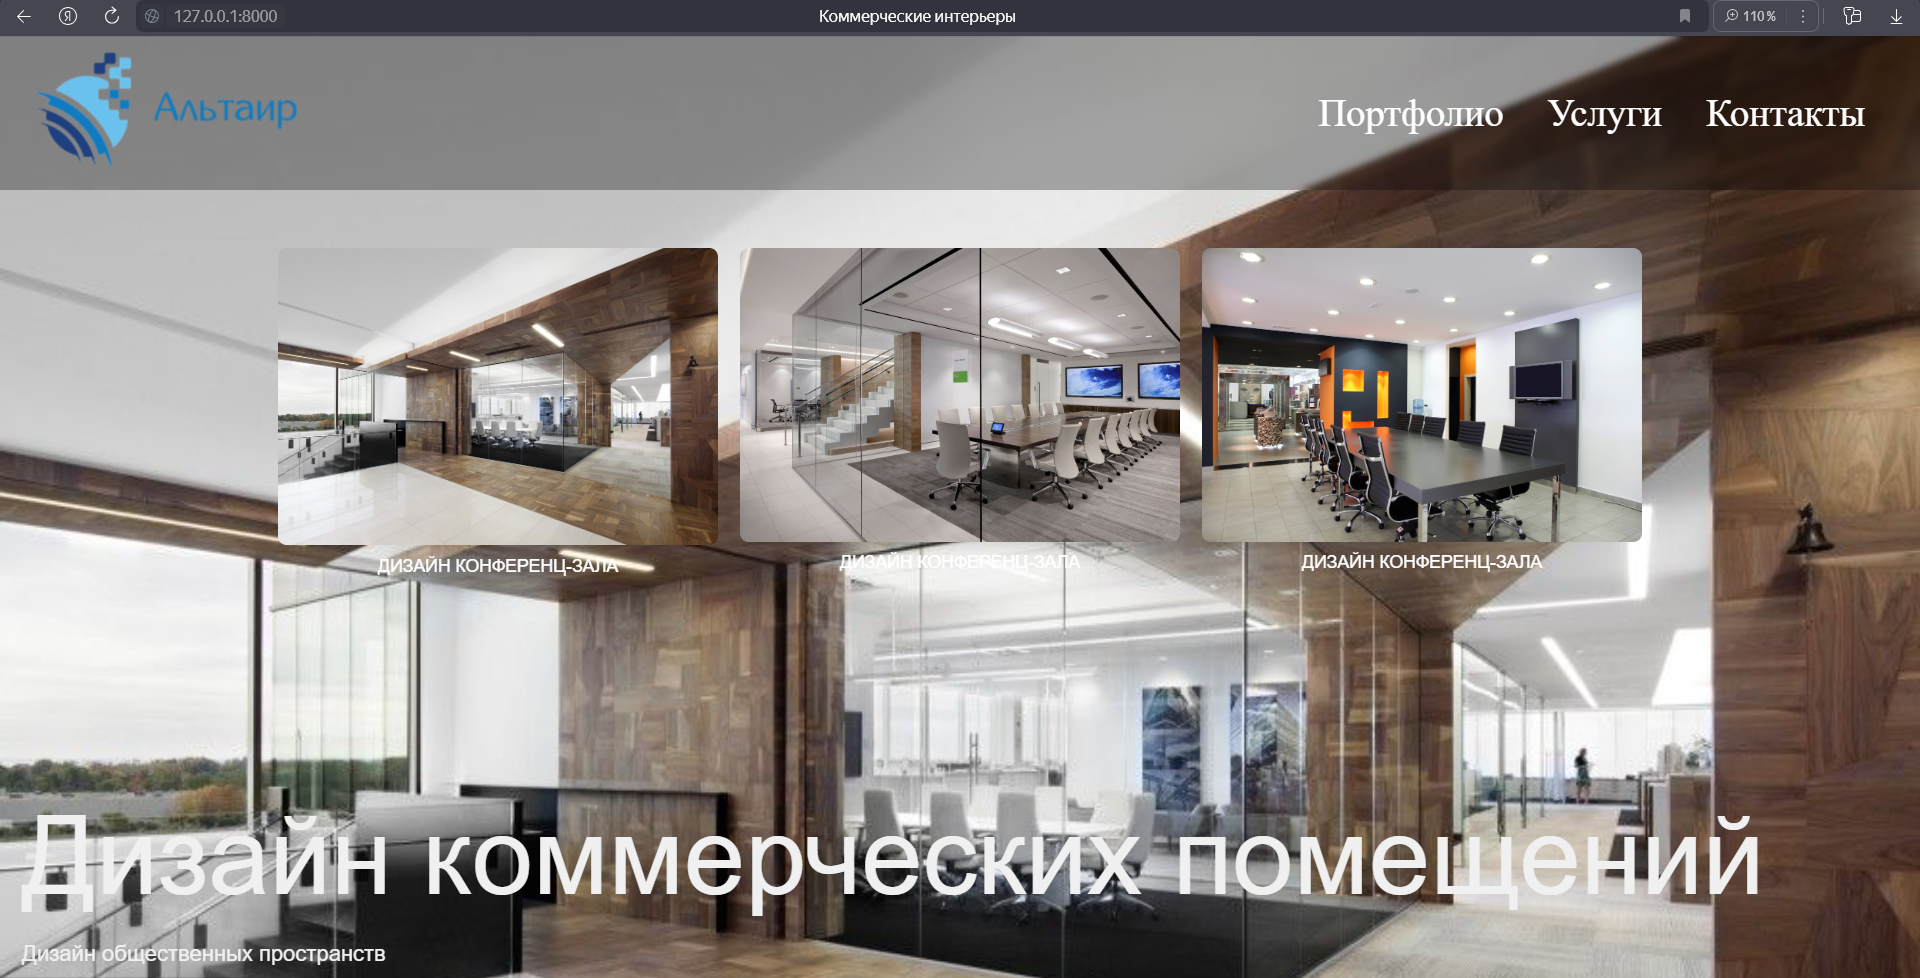 127.0.0.1:8000
Коммерческие интерьеры
110 %
Альтаир
Портфолио Услуги Контакты
ДИЗАЙН КОНФЕРЕНЦ-ЗАЛА
ДИЗАЙН КОНФЕРЕНЦ-ЗАЛА
ДИЗАЙН КОНФЕРЕНЦ-ЗАЛА
Дизайн коммерческих помещений
Дизайн общественных пространств